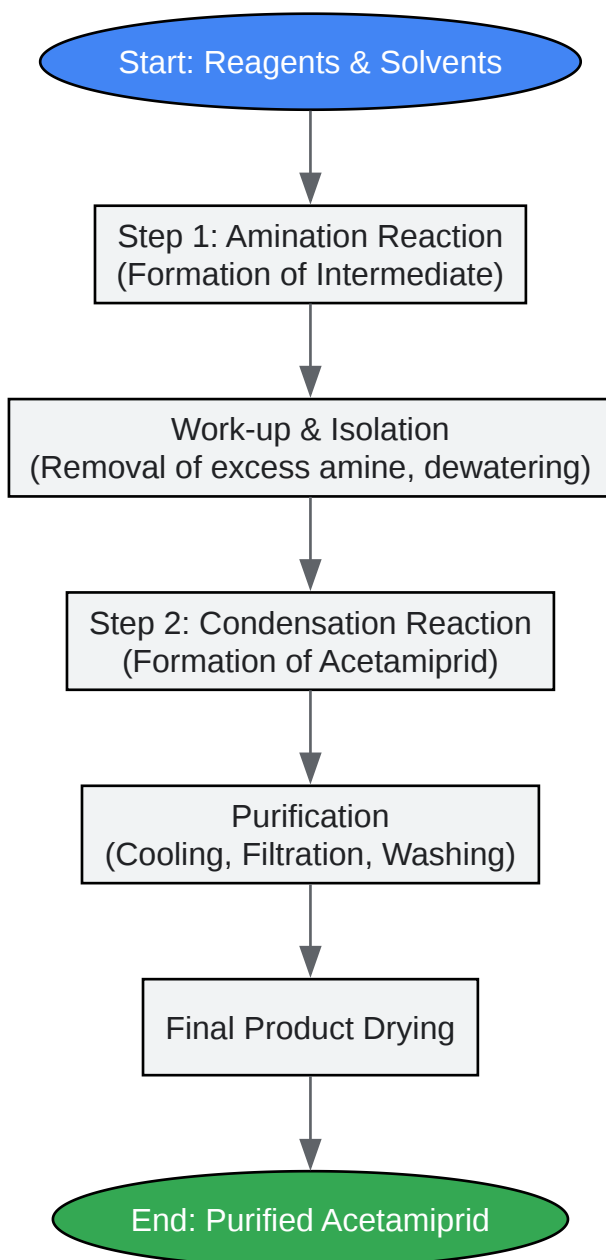 Start: Reagents & Solvents
Step 1: Amination Reaction
(Formation of Intermediate)
Work-up & Isolation
(Removal of excess amine, dewatering)
Step 2: Condensation Reaction
(Formation of Acetamiprid)
Purification
(Cooling, Filtration, Washing)
Final Product Drying
End: Purified Acetamiprid